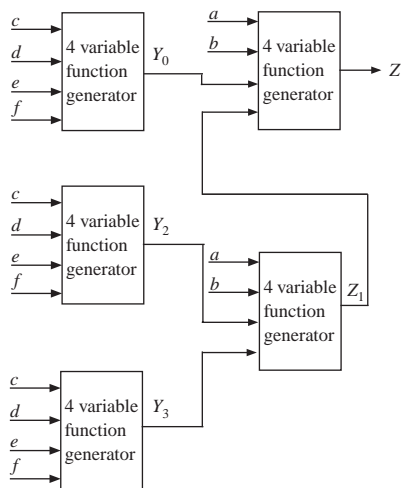 c
d
e
f
4 variable
function
generator
Y0
a
b
4 variable
function
generator
Z
c
d
e
f
4 variable
function
generator
Y2
a
b
4 variable
function
generator
Z1
c
d
e
f
4 variable
function
generator
Y3